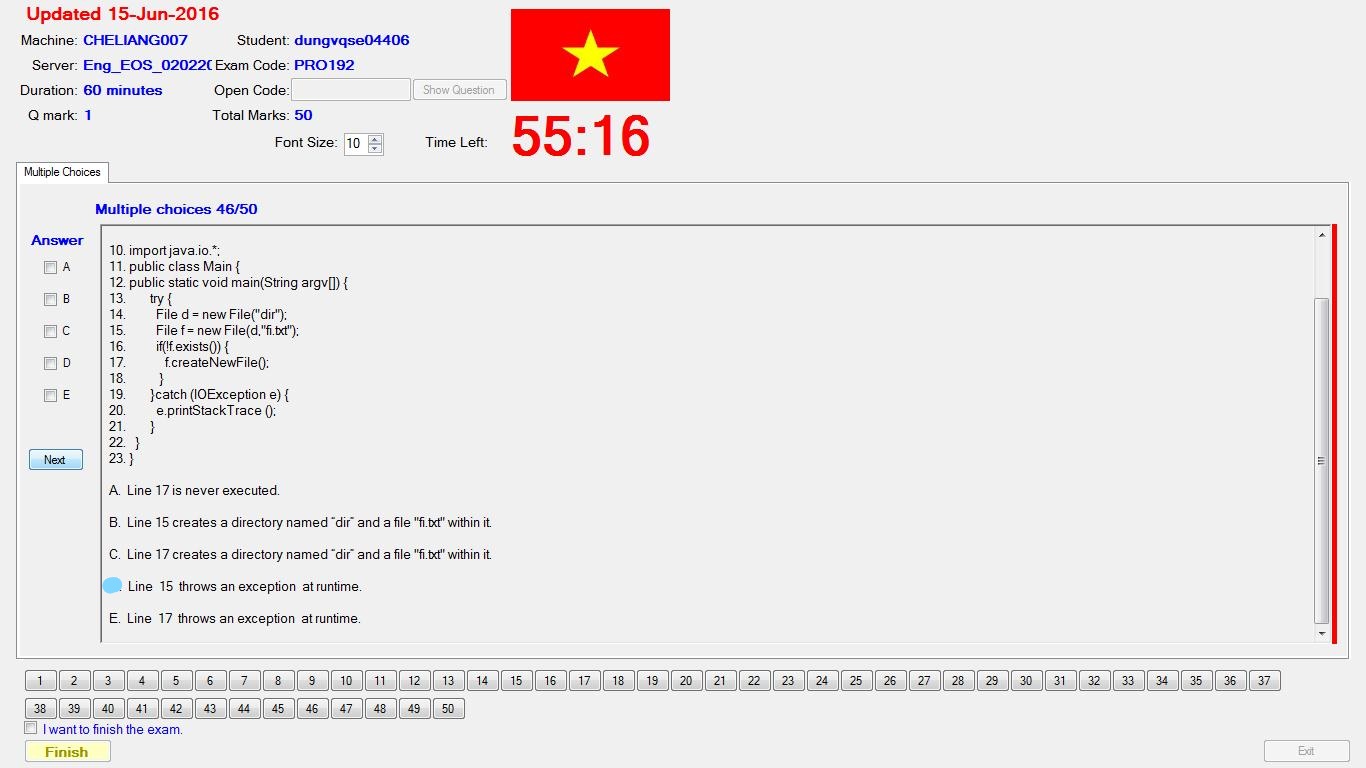 Updated 15-Jun-2016
Machine: CHELIANG007 Student: dungvqse04406
Server: Eng_EOS_02022 Exam Code: PRO192
Duration: 60 minutes Open Code: Show Question
Q mark: 1 Total Marks: 50
Font Size: 10 Time Left: 55:16
Multiple Choices
Multiple choices 46/50
Answer
A
B
C
D
E
Next
10. import java.io.*;
11. public class Main {
12. public static void main(String argv[]) {
13. try {
14. File d = new File("dir");
15. File f = new File(d,"fi.txt");
16. if(!f.exists()) {
17. f.createNewFile();
18. }
19. }catch (IOException e) {
20. e.printStackTrace ();
21. }
22. }
23. }
A. Line 17 is never executed.
B. Line 15 creates a directory named “dir” and a file "fi.txt" within it.
C. Line 17 creates a directory named “dir” and a file "fi.txt" within it.
. Line 15 throws an exception at runtime.
E. Line 17 throws an exception at runtime.
1 2 3 4 5 6 7 8 9 10 11 12 13 14 15 16 17 18 19 20 21 22 23 24 25 26 27 28 29 30 31 32 33 34 35 36 37
38 39 40 41 42 43 44 45 46 47 48 49 50
I want to finish the exam.
Finish
Exit